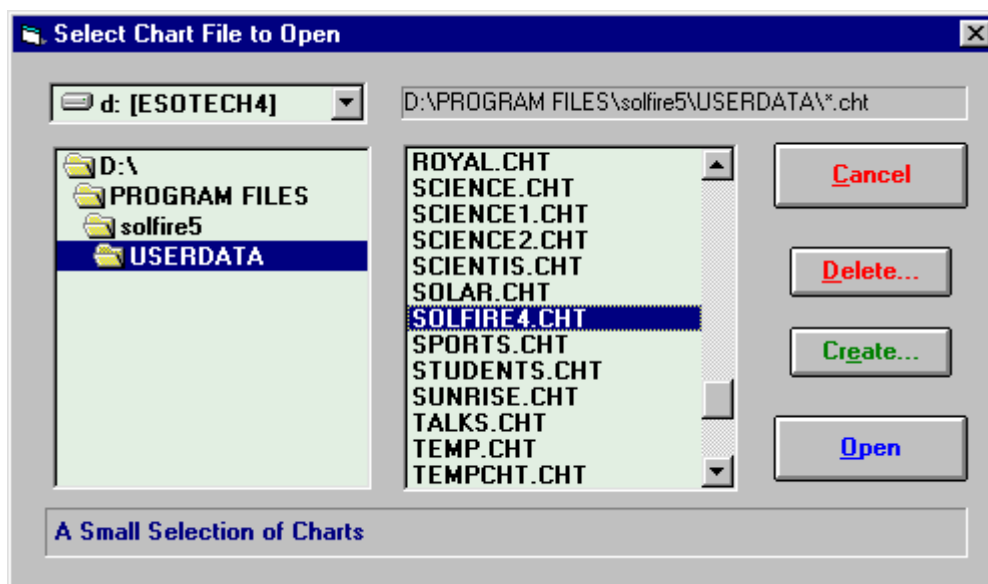 Select Chart File to Open
d: [ESOTECH4]
D:\PROGRAM FILES\solfire5\USERDATA\*.cht
D:\
PROGRAM FILES
solfire5
USERDATA
ROYAL.CHT
SCIENCE.CHT
SCIENCE1.CHT
SCIENCE2.CHT
SCIENTIS.CHT
SOLAR.CHT
SOLFIRE4.CHT
SPORTS.CHT
STUDENTS.CHT
SUNRISE.CHT
TALKS.CHT
TEMP.CHT
TEMPCHT.CHT
Cancel
Delete...
Create...
Open
A Small Selection of Charts